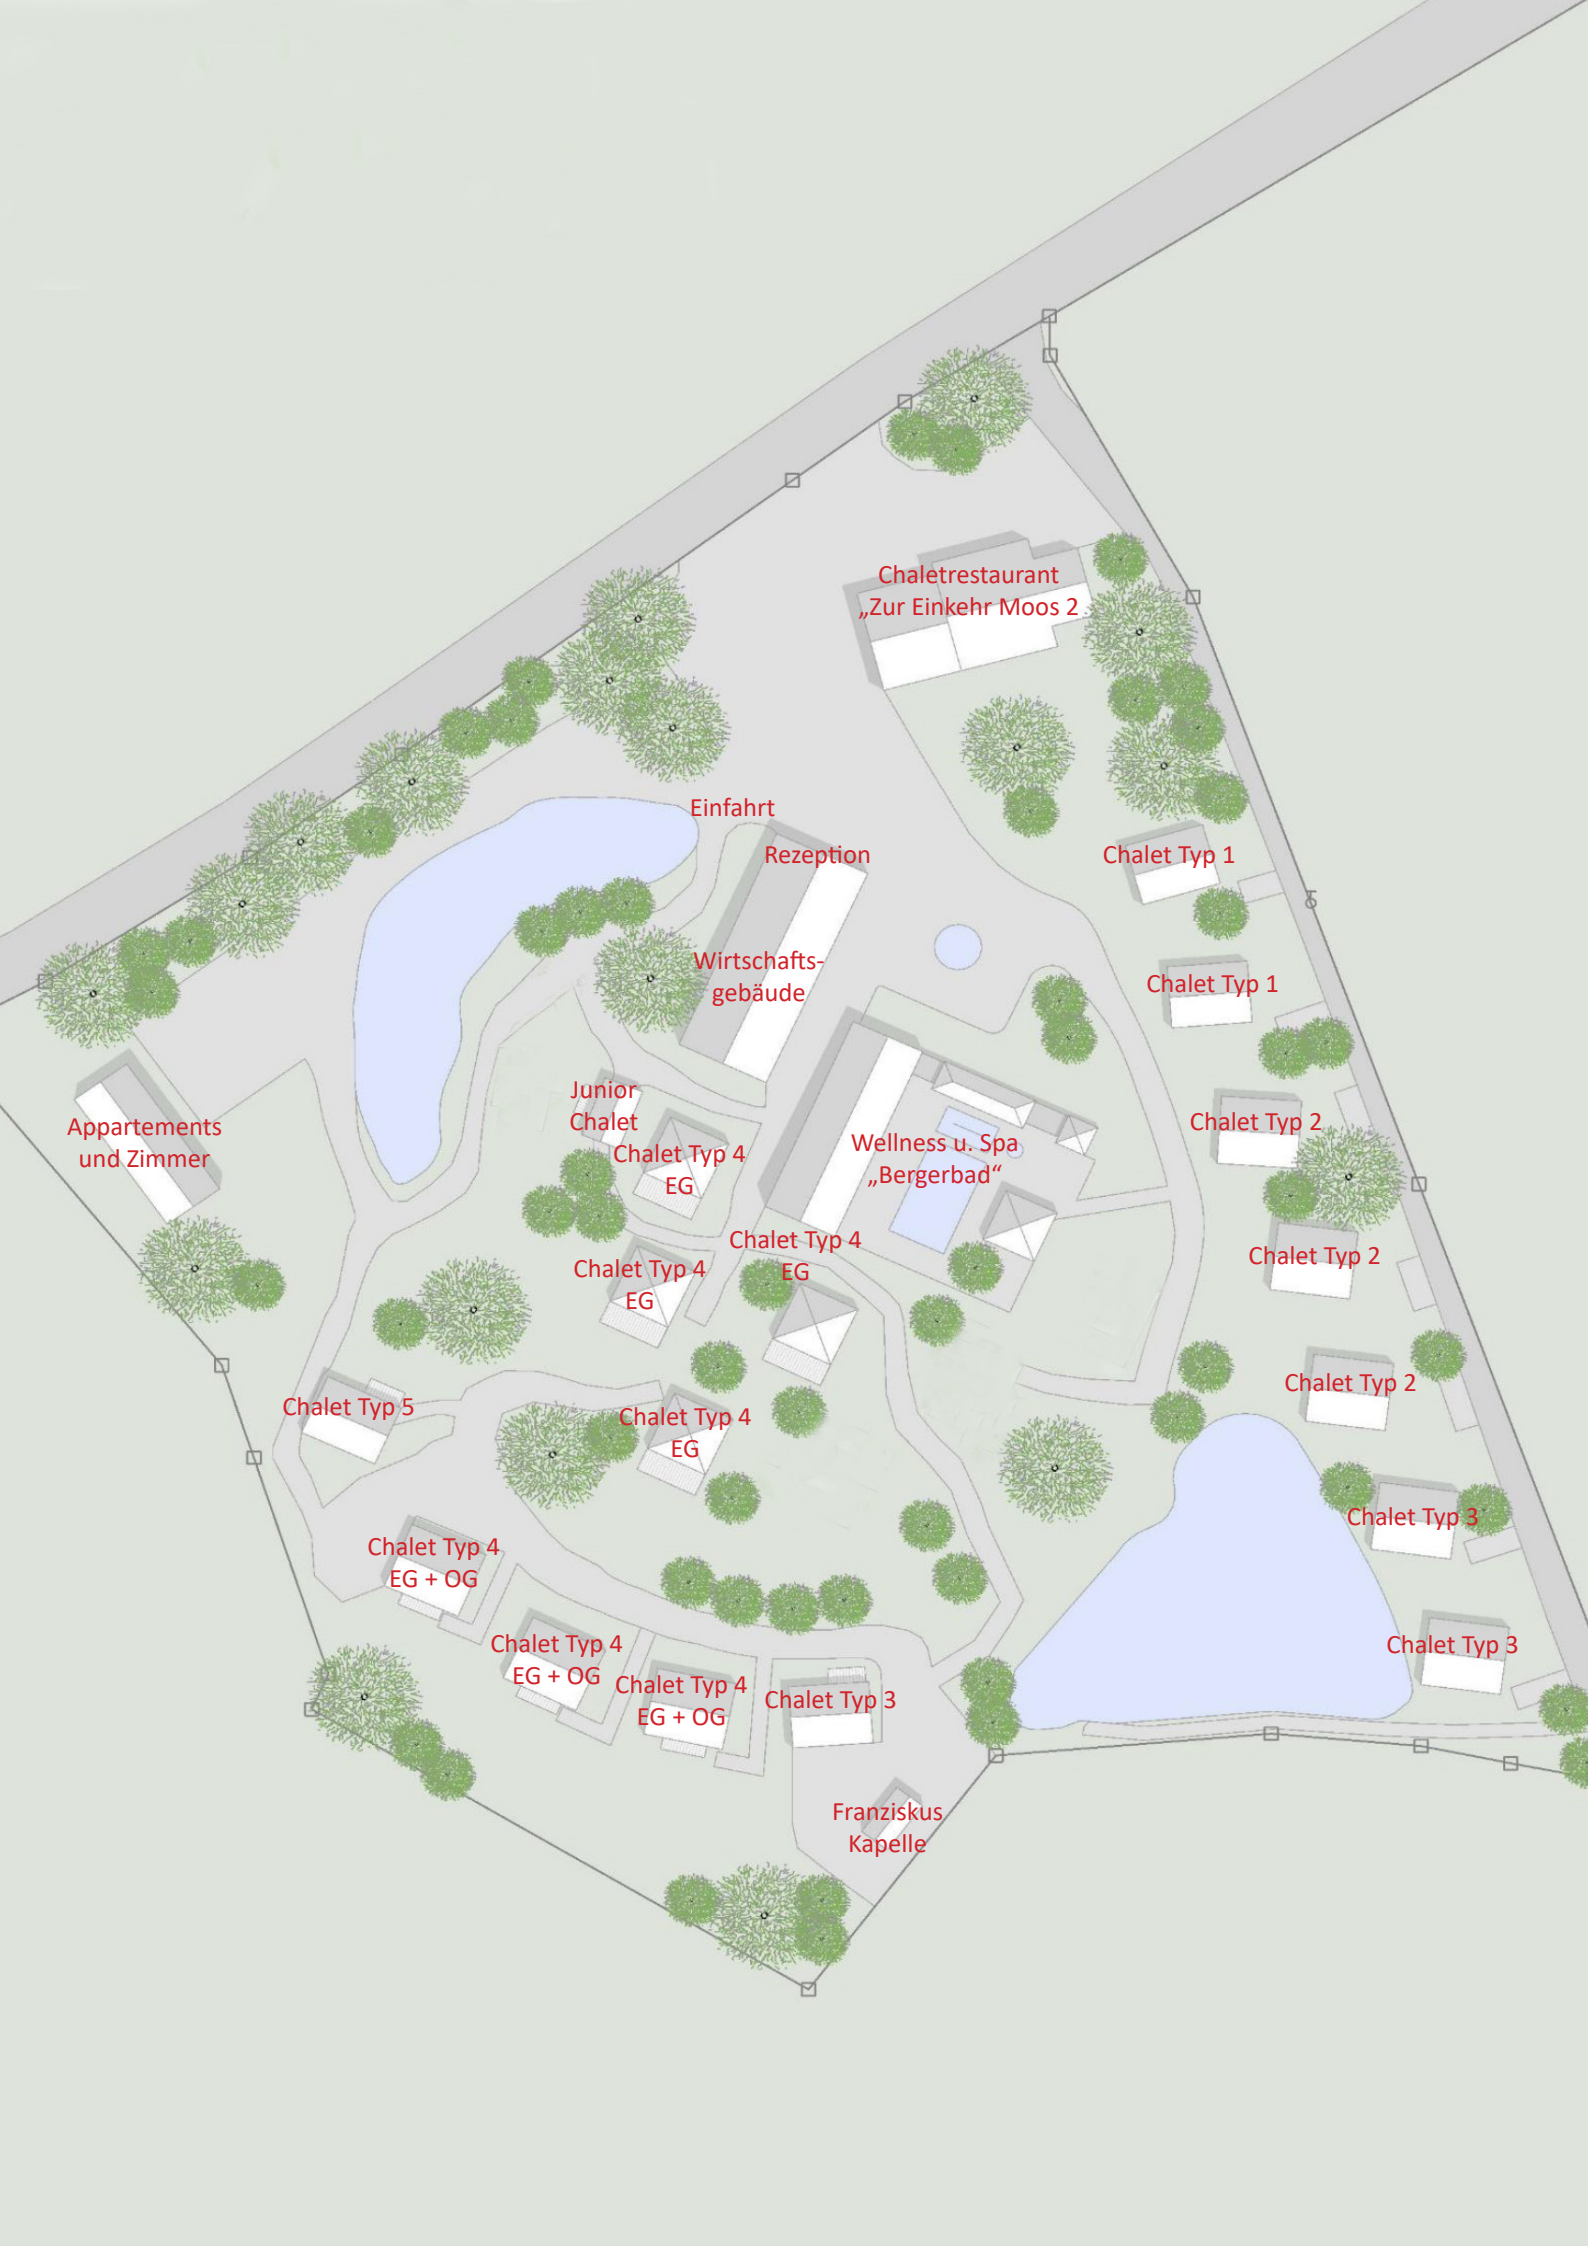 Chaletrestaurant
„Zur Einkehr Moos 2
Einfahrt
Rezeption
Chalet Typ 1
Wirtschafts-
gebäude
Chalet Typ 1
Junior
Chalet
Chalet Typ 4
EG
Wellness u. Spa
„Bergerbad“
Chalet Typ 2
Appartements
und Zimmer
Chalet Typ 4
EG
Chalet Typ 4
EG
Chalet Typ 2
Chalet Typ 2
Chalet Typ 5
Chalet Typ 4
EG
Chalet Typ 3
Chalet Typ 4
EG + OG
Chalet Typ 4
EG + OG
Chalet Typ 4
EG + OG
Chalet Typ 3
Chalet Typ 3
Franziskus
Kapelle